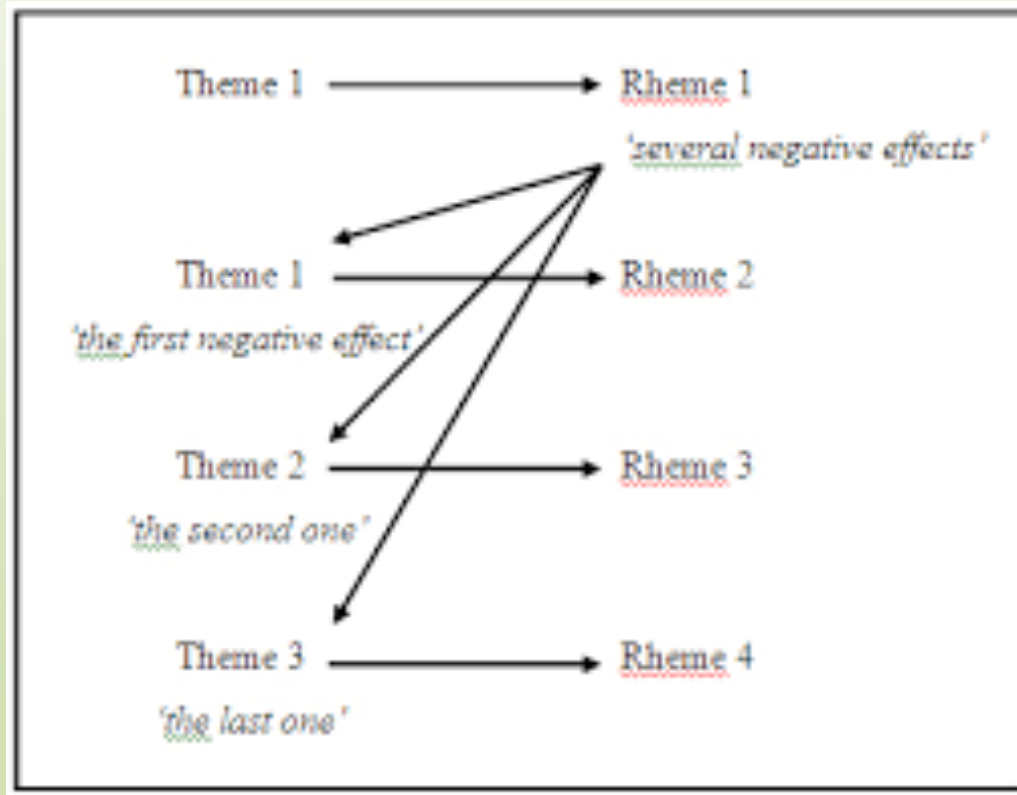 Theme 1 Rheme 1
'several negative effects'
Theme 1 Rheme 2
'the first negative effect'
Theme 2 Rheme 3
'the second one'
Theme 3 Rheme 4
'the last one'